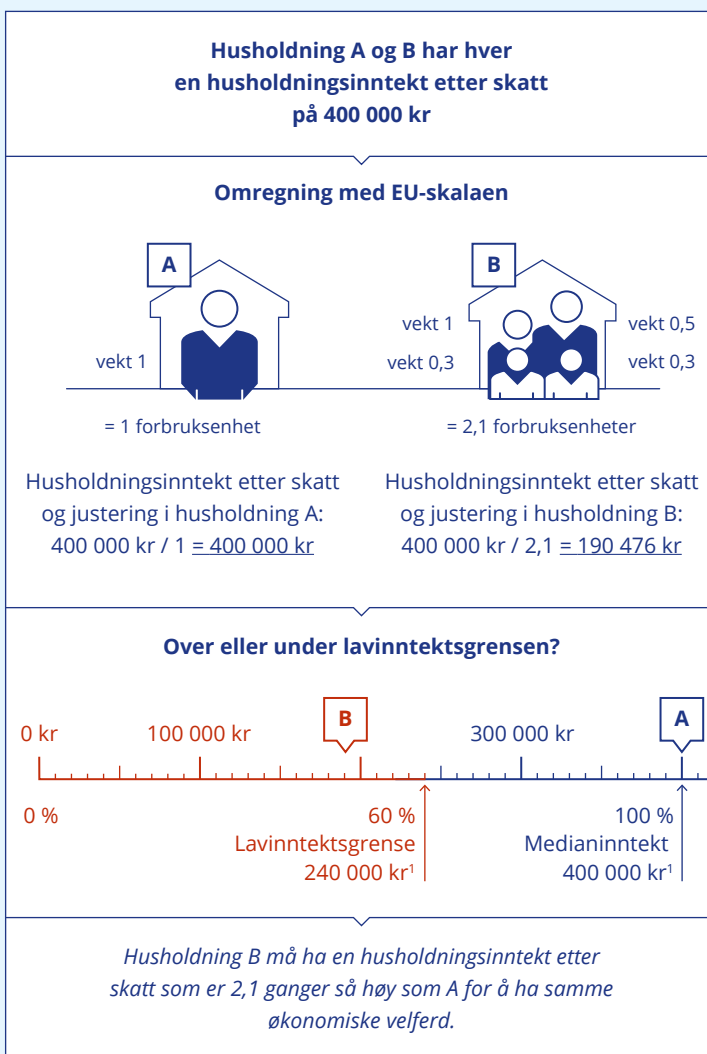 Husholdning A og B har hver
en husholdningsinntekt etter skatt
på 400 000 kr
Omregning med EU-skalaen
A
vekt 1
= 1 forbruksenhet
B
vekt 1
vekt 0,5
vekt 0,3
vekt 0,3
= 2,1 forbruksenheter
Husholdningsinntekt etter skatt
og justering i husholdning A:
400 000 kr / 1 = 400 000 kr
Husholdningsinntekt etter skatt
og justering i husholdning B:
400 000 kr / 2,1 = 190 476 kr
Over eller under lavinntektsgrensen?
0 kr
100 000 kr
B
300 000 kr
A
0 %
60 %
Lavinntektsgrense
240 000 kr¹
100 %
Medianinntekt
400 000 kr¹
Husholdning B må ha en husholdningsinntekt etter
skatt som er 2,1 ganger så høy som A for å ha samme
økonomiske velferd.